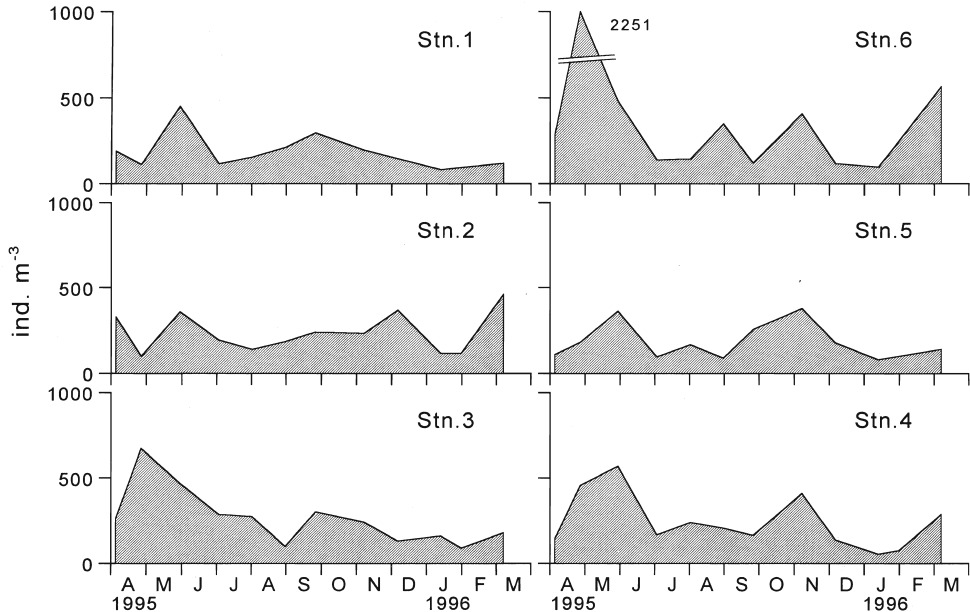 1000
500
0
Stn.1
2251
Stn.6
1000
500
0
Stn.2
Stn.5
ind. m-3
1000
500
0
Stn.3
Stn.4
A M J J A S O N D J F M
1995 1996
A M J J A S O N D J F M
1995 1996